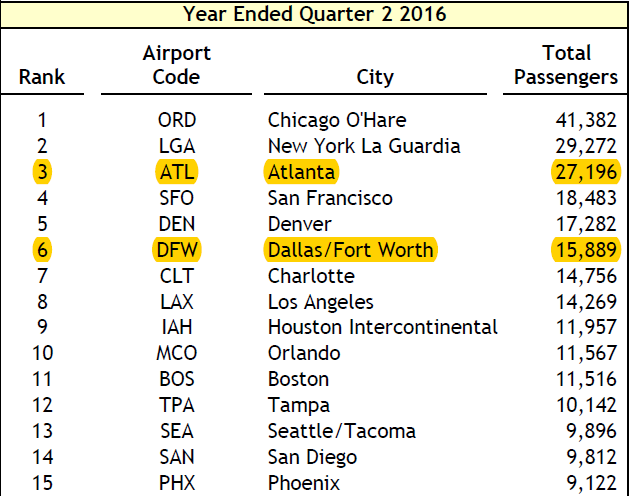 Year Ended Quarter 2 2016
Airport Total
Rank Code City Passengers
1 ORD Chicago O'Hare 41,382
2 LGA New York La Guardia 29,272
3 ATL Atlanta 27,196
4 SFO San Francisco 18,483
5 DEN Denver 17,282
6 DFW Dallas/Fort Worth 15,889
7 CLT Charlotte 14,756
8 LAX Los Angeles 14,269
9 IAH Houston Intercontinental 11,957
10 MCO Orlando 11,567
11 BOS Boston 11,516
12 TPA Tampa 10,142
13 SEA Seattle/Tacoma 9,896
14 SAN San Diego 9,812
15 PHX Phoenix 9,122